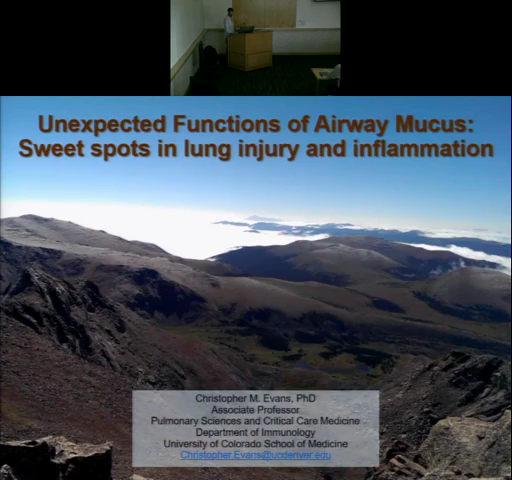 Unexpected Functions of Airway Mucus:
Sweet spots in lung injury and inflammation
Christopher M. Evans, PhD
Associate Professor
Pulmonary Sciences and Critical Care Medicine
Department of Immunology
University of Colorado School of Medicine
Christopher.Evans@ucdenver.edu